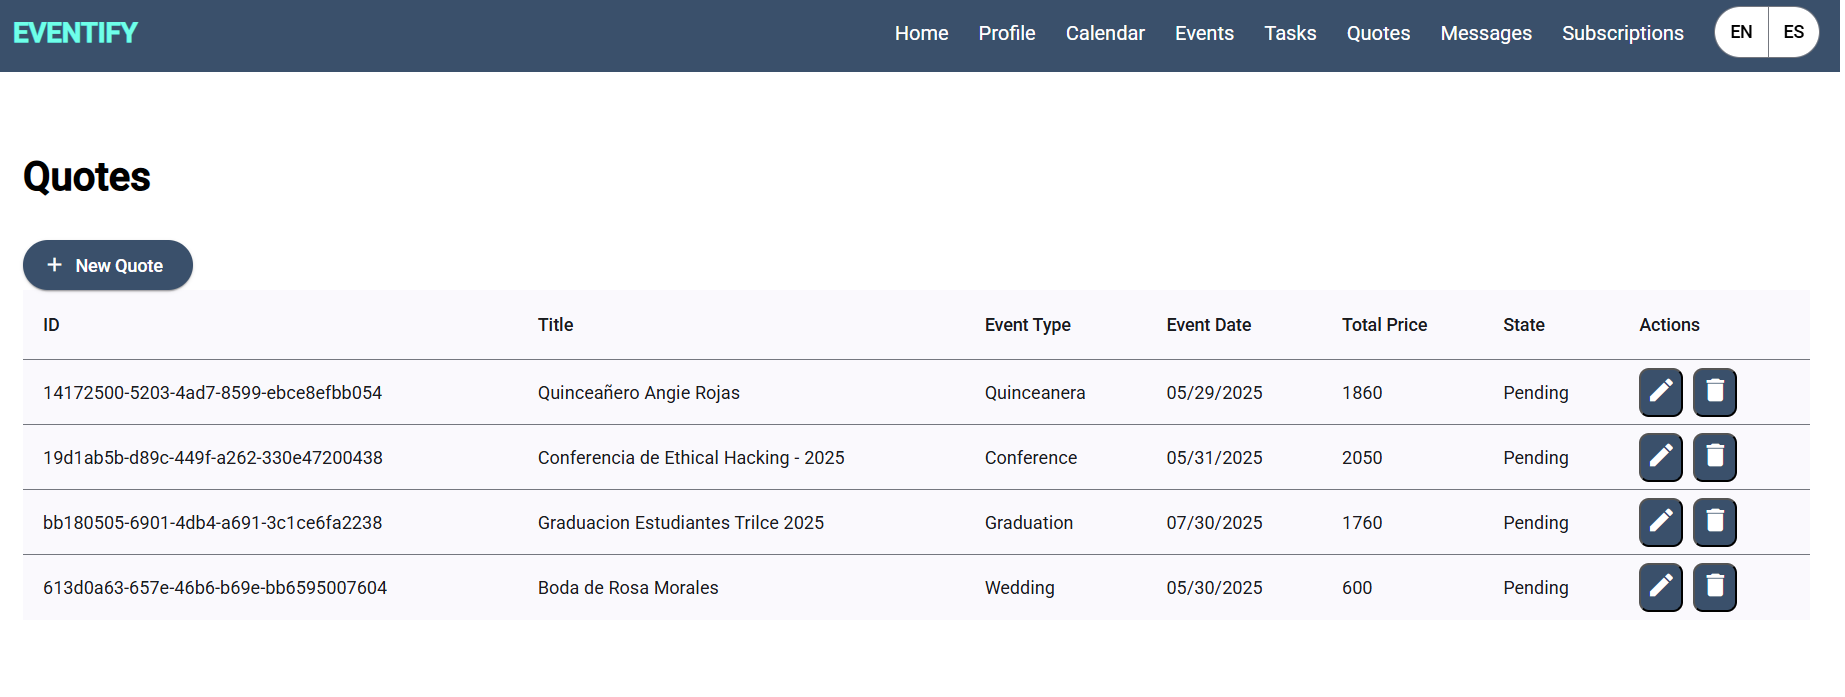 EVENTIFY Home Profile Calendar Events Tasks Quotes Messages Subscriptions EN ES
Quotes
+ New Quote
ID Title Event Type Event Date Total Price State Actions
14172500-5203-4ad7-8599-ebce8efbb054 Quinceañero Angie Rojas Quinceanera 05/29/2025 1860 Pending
19d1ab5b-d89c-449f-a262-330e47200438 Conferencia de Ethical Hacking - 2025 Conference 05/31/2025 2050 Pending
bb180505-6901-4db4-a691-3c1ce6fa2238 Graduacion Estudiantes Trilce 2025 Graduation 07/30/2025 1760 Pending
613d0a63-657e-46b6-b69e-bb6595007604 Boda de Rosa Morales Wedding 05/30/2025 600 Pending